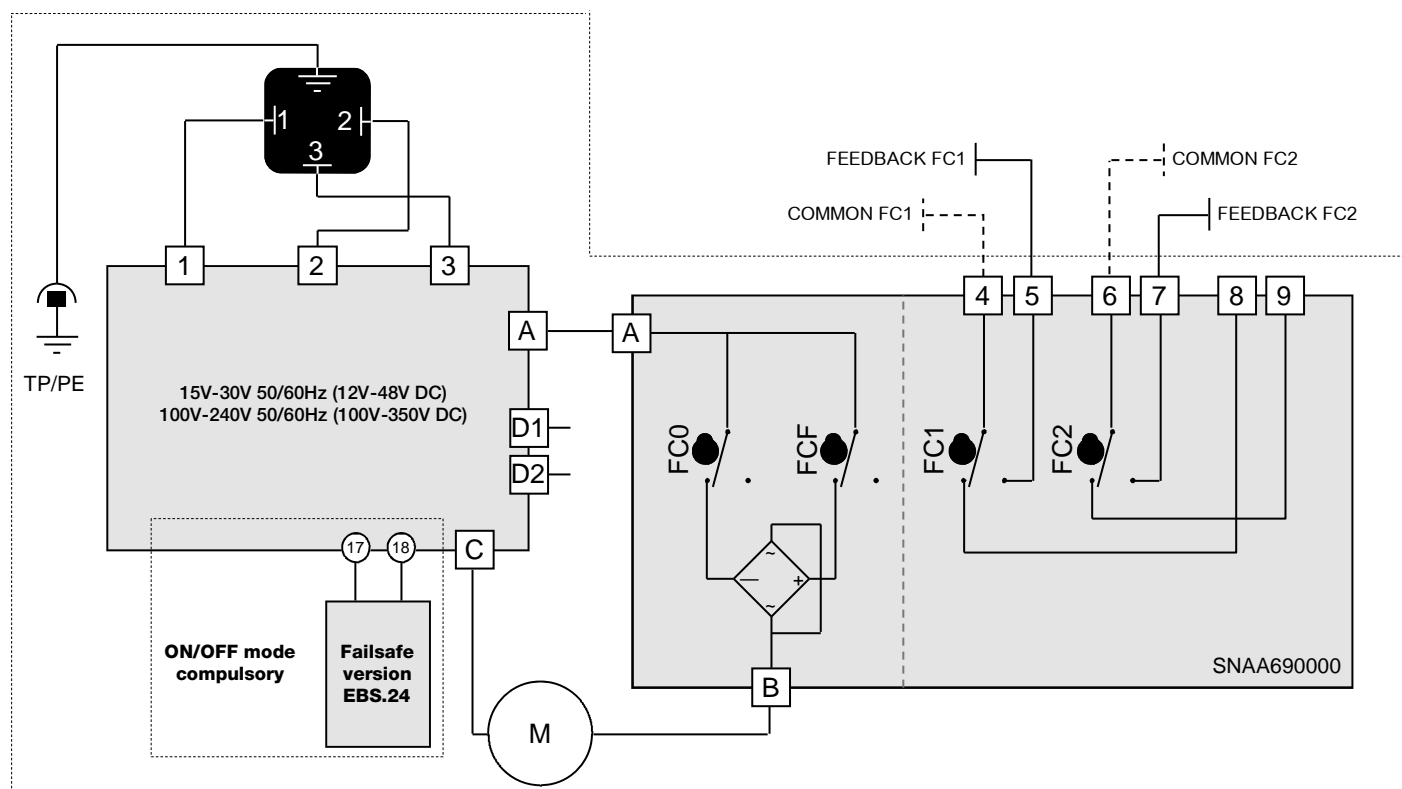 1
2
3
FEEDBACK FC1
COMMON FC2
COMMON FC1
FEEDBACK FC2
1
2
3
4
5
6
7
8
9
A
A
TP/PE
15V-30V 50/60Hz (12V-48V DC)
100V-240V 50/60Hz (100V-350V DC)
D1
D2
FC0
FCF
FC1
FC2
17
18
C
~
— +
~
ON/OFF mode
compulsory
Failsafe
version
EBS.24
SNAA690000
B
M